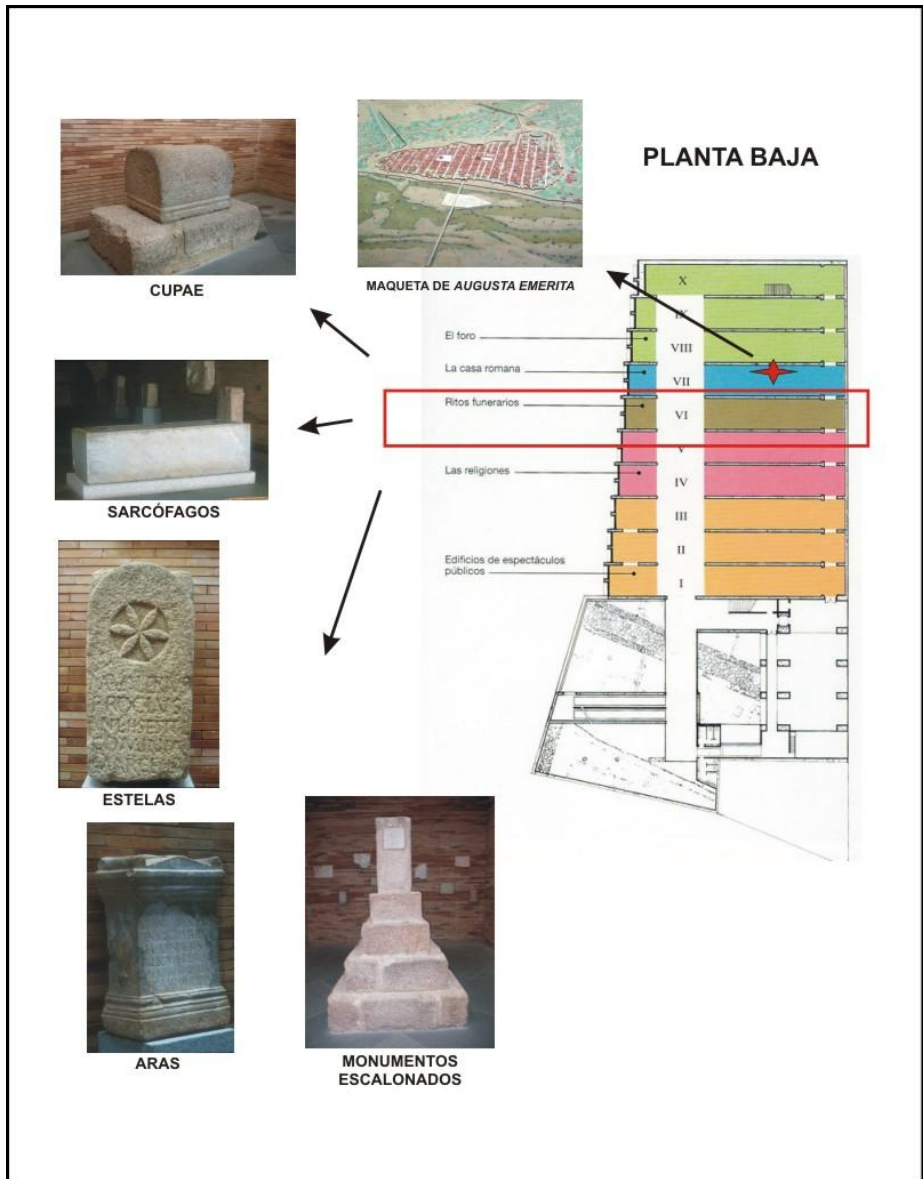 PLANTA BAJA
CUPAE
MAQUETA DE AUGUSTA EMERITA
SARCÓFAGOS
ESTELAS
ARAS
MONUMENTOS
ESCALONADOS
El foro
La casa romana
Ritos funerarios
Las religiones
Edificios de espectáculos
públicos
X
IX
VIII
VII
VI
V
IV
III
II
I